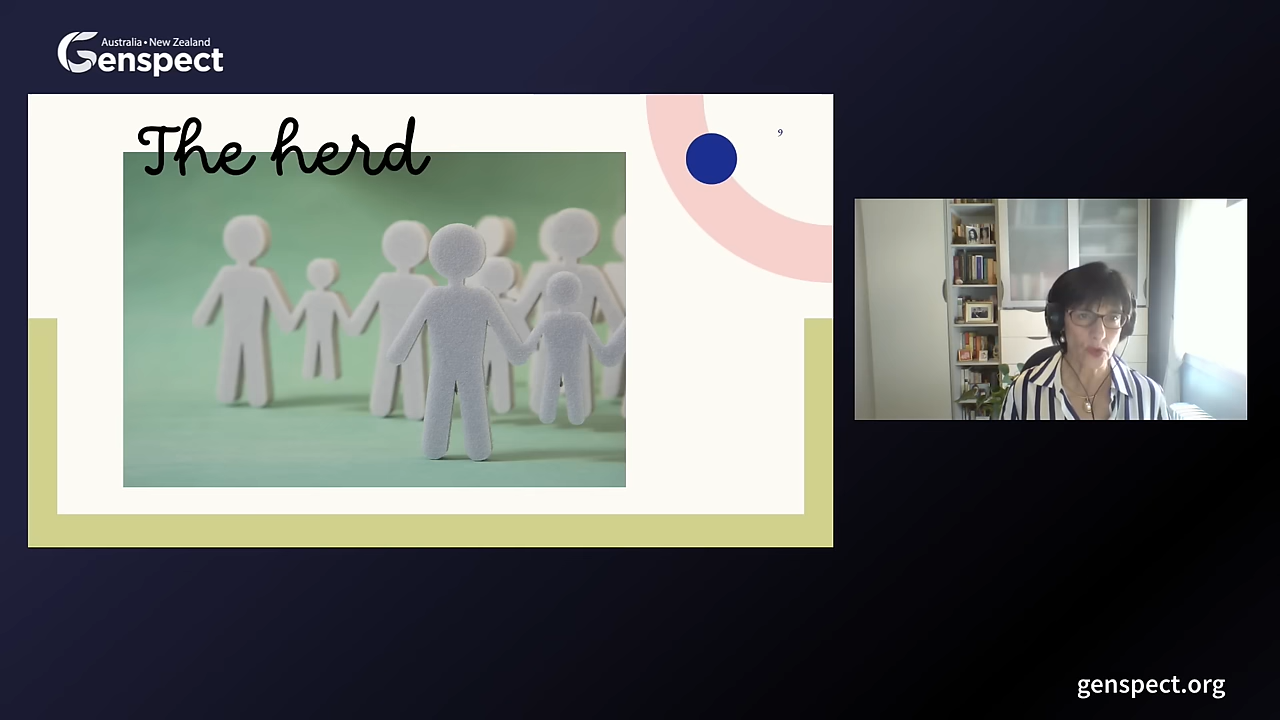 Australia • New Zealand
Genspect
The herd
9
genspect.org